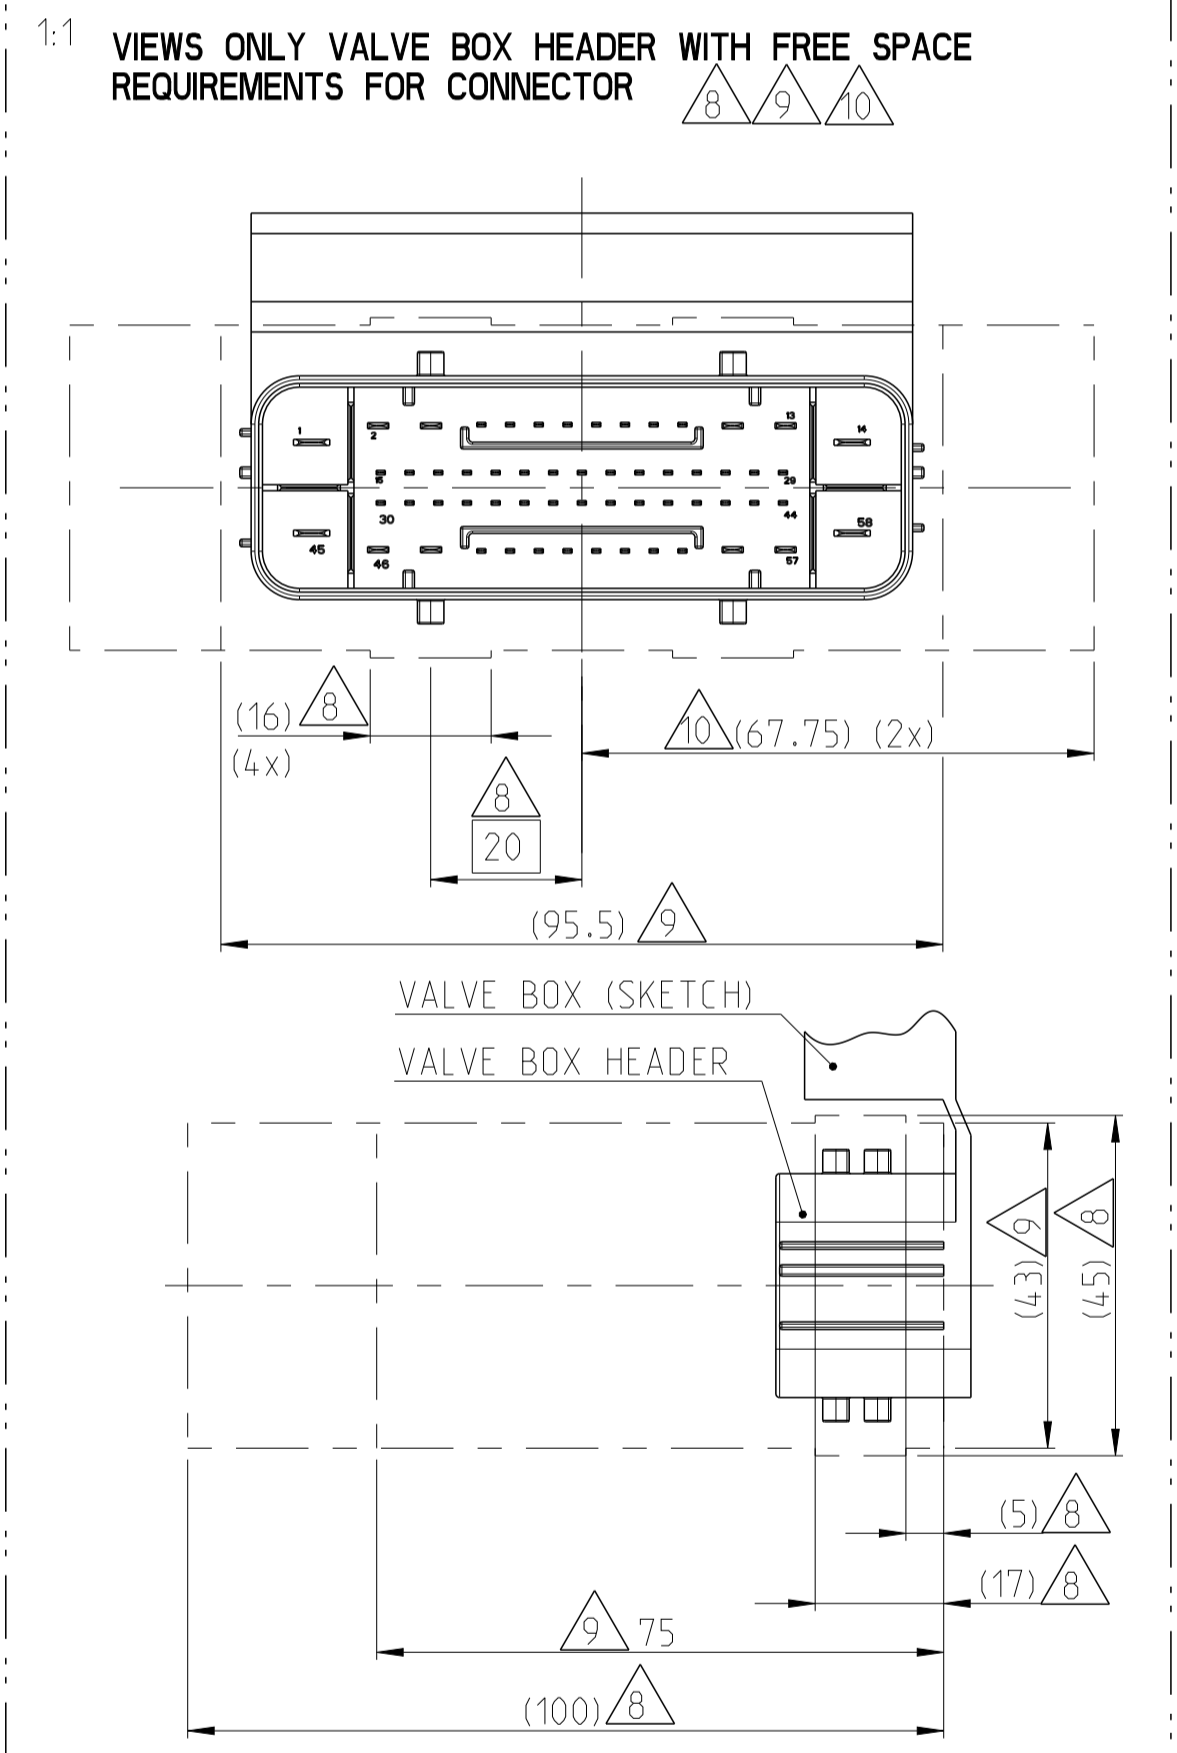 1:1
VIEWS ONLY VALVE BOX HEADER WITH FREE SPACE
REQUIREMENTS FOR CONNECTOR
8 9 10
1 2 13 14
15 29
30 44
45 46 57 58
(16) 8
(4x)
10 (67.75) (2x)
8
20
(95.5) 9
VALVE BOX (SKETCH)
VALVE BOX HEADER
(43) 9
(45) 8
(5) 8
(17) 8
9 75
(100) 8